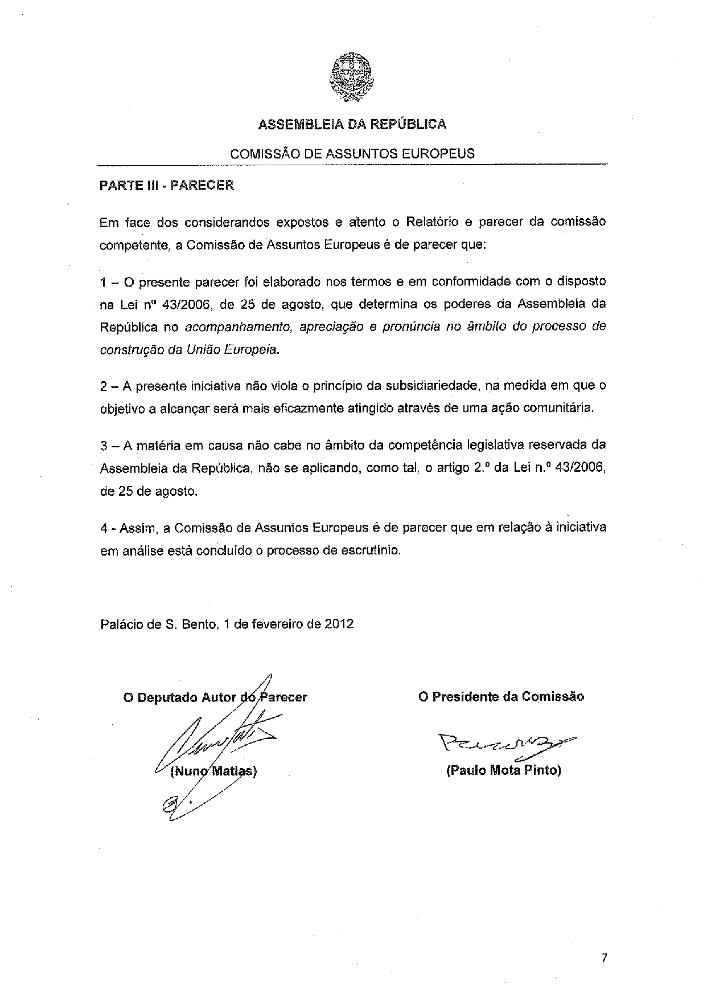 ASSEMBLEIA DA REPÚBLICA
COMISSÃO DE ASSUNTOS EUROPEUS
PARTE III - PARECER
Em face dos considerandos expostos e atento o Relatório e parecer da comissão
competente, a Comissão de Assuntos Europeus é de parecer que:
1 – O presente parecer foi elaborado nos termos e em conformidade com o disposto
na Lei nº 43/2006, de 25 de agosto, que determina os poderes da Assembleia da
República no acompanhamento, apreciação e pronúncia no âmbito do processo de
construção da União Europeia.
2 – A presente iniciativa não viola o princípio da subsidiariedade, na medida em que o
objetivo a alcançar será mais eficazmente atingido através de uma ação comunitária.
3 – A matéria em causa não cabe no âmbito da competência legislativa reservada da
Assembleia da República, não se aplicando, como tal, o artigo 2.º da Lei n.º 43/2006,
de 25 de agosto.
4 - Assim, a Comissão de Assuntos Europeus é de parecer que em relação à iniciativa
em análise está concluído o processo de escrutínio.
Palácio de S. Bento, 1 de fevereiro de 2012
O Deputado Autor do Parecer
O Presidente da Comissão
(Nuno Matias)
(Paulo Mota Pinto)
7